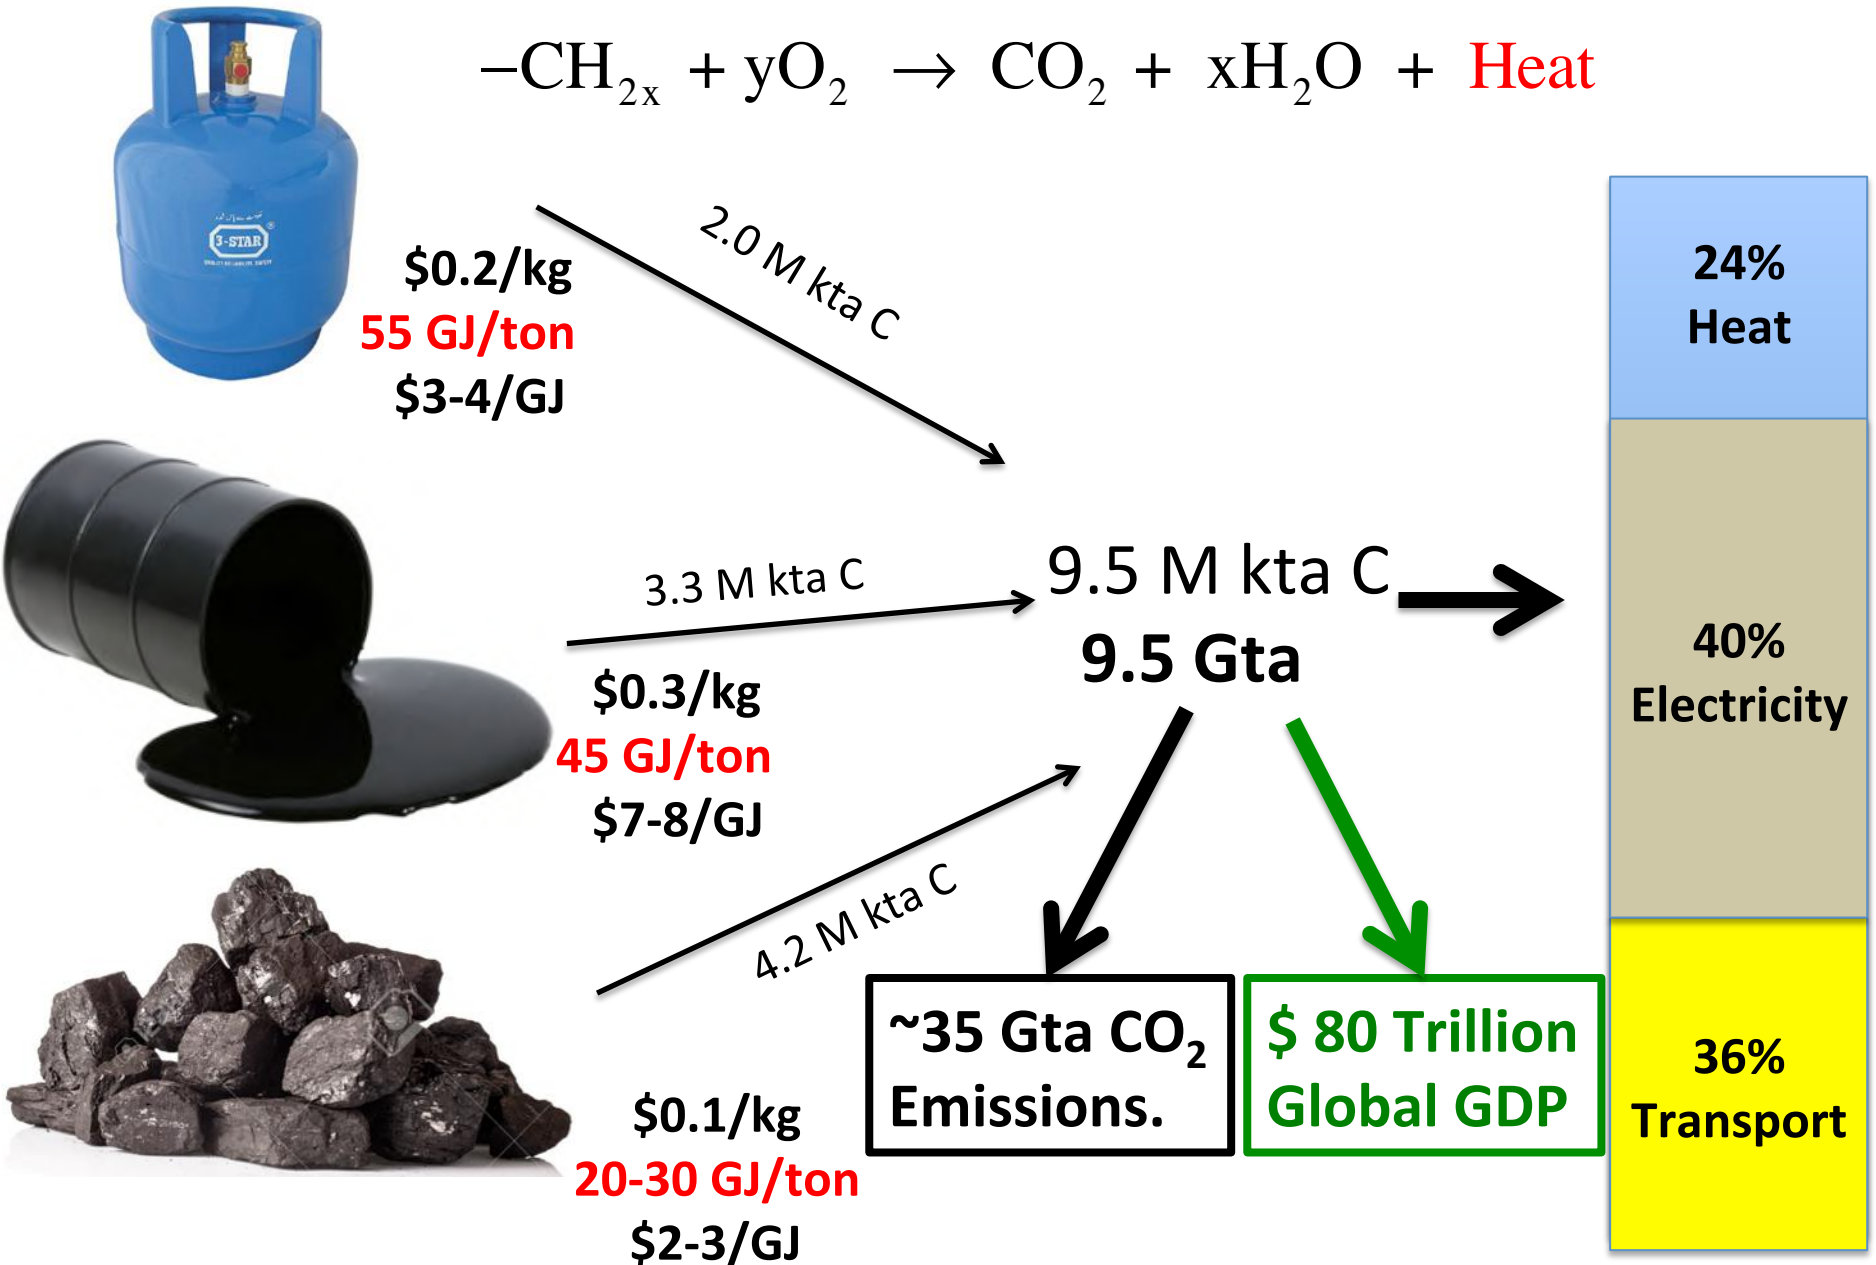 –CH₂ₓ + yO₂ → CO₂ + xH₂O + Heat
3-STAR
®
$0.2/kg
55 GJ/ton
$3-4/GJ
2.0 M kta C
3.3 M kta C
$0.3/kg
45 GJ/ton
$7-8/GJ
4.2 M kta C
$0.1/kg
20-30 GJ/ton
$2-3/GJ
9.5 M kta C
9.5 Gta
~35 Gta CO₂
Emissions.
$ 80 Trillion
Global GDP
24%
Heat
40%
Electricity
36%
Transport